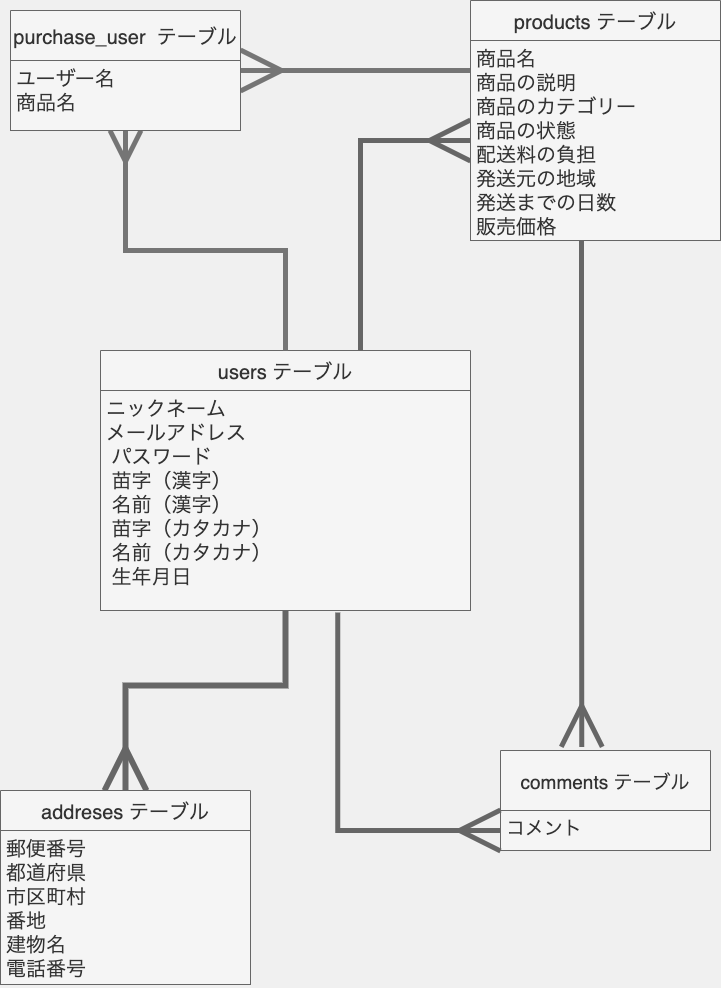 purchase_user テーブル
ユーザー名
商品名
products テーブル
商品名
商品の説明
商品のカテゴリー
商品の状態
配送料の負担
発送元の地域
発送までの日数
販売価格
users テーブル
ニックネーム
メールアドレス
パスワード
苗字（漢字）
名前（漢字）
苗字（カタカナ）
名前（カタカナ）
生年月日
addreses テーブル
郵便番号
都道府県
市区町村
番地
建物名
電話番号
comments テーブル
コメント